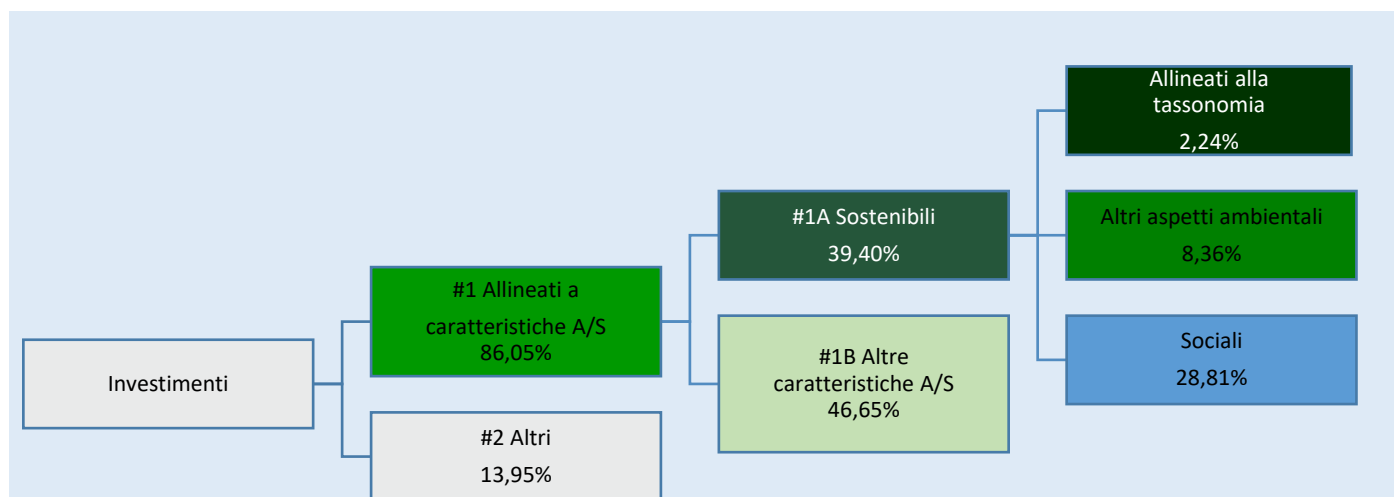 Investimenti
#1 Allineati a
caratteristiche A/S
86,05%
#2 Altri
13,95%
#1A Sostenibili
39,40%
#1B Altre
caratteristiche A/S
46,65%
Allineati alla
tassonomia
2,24%
Altri aspetti ambientali
8,36%
Sociali
28,81%